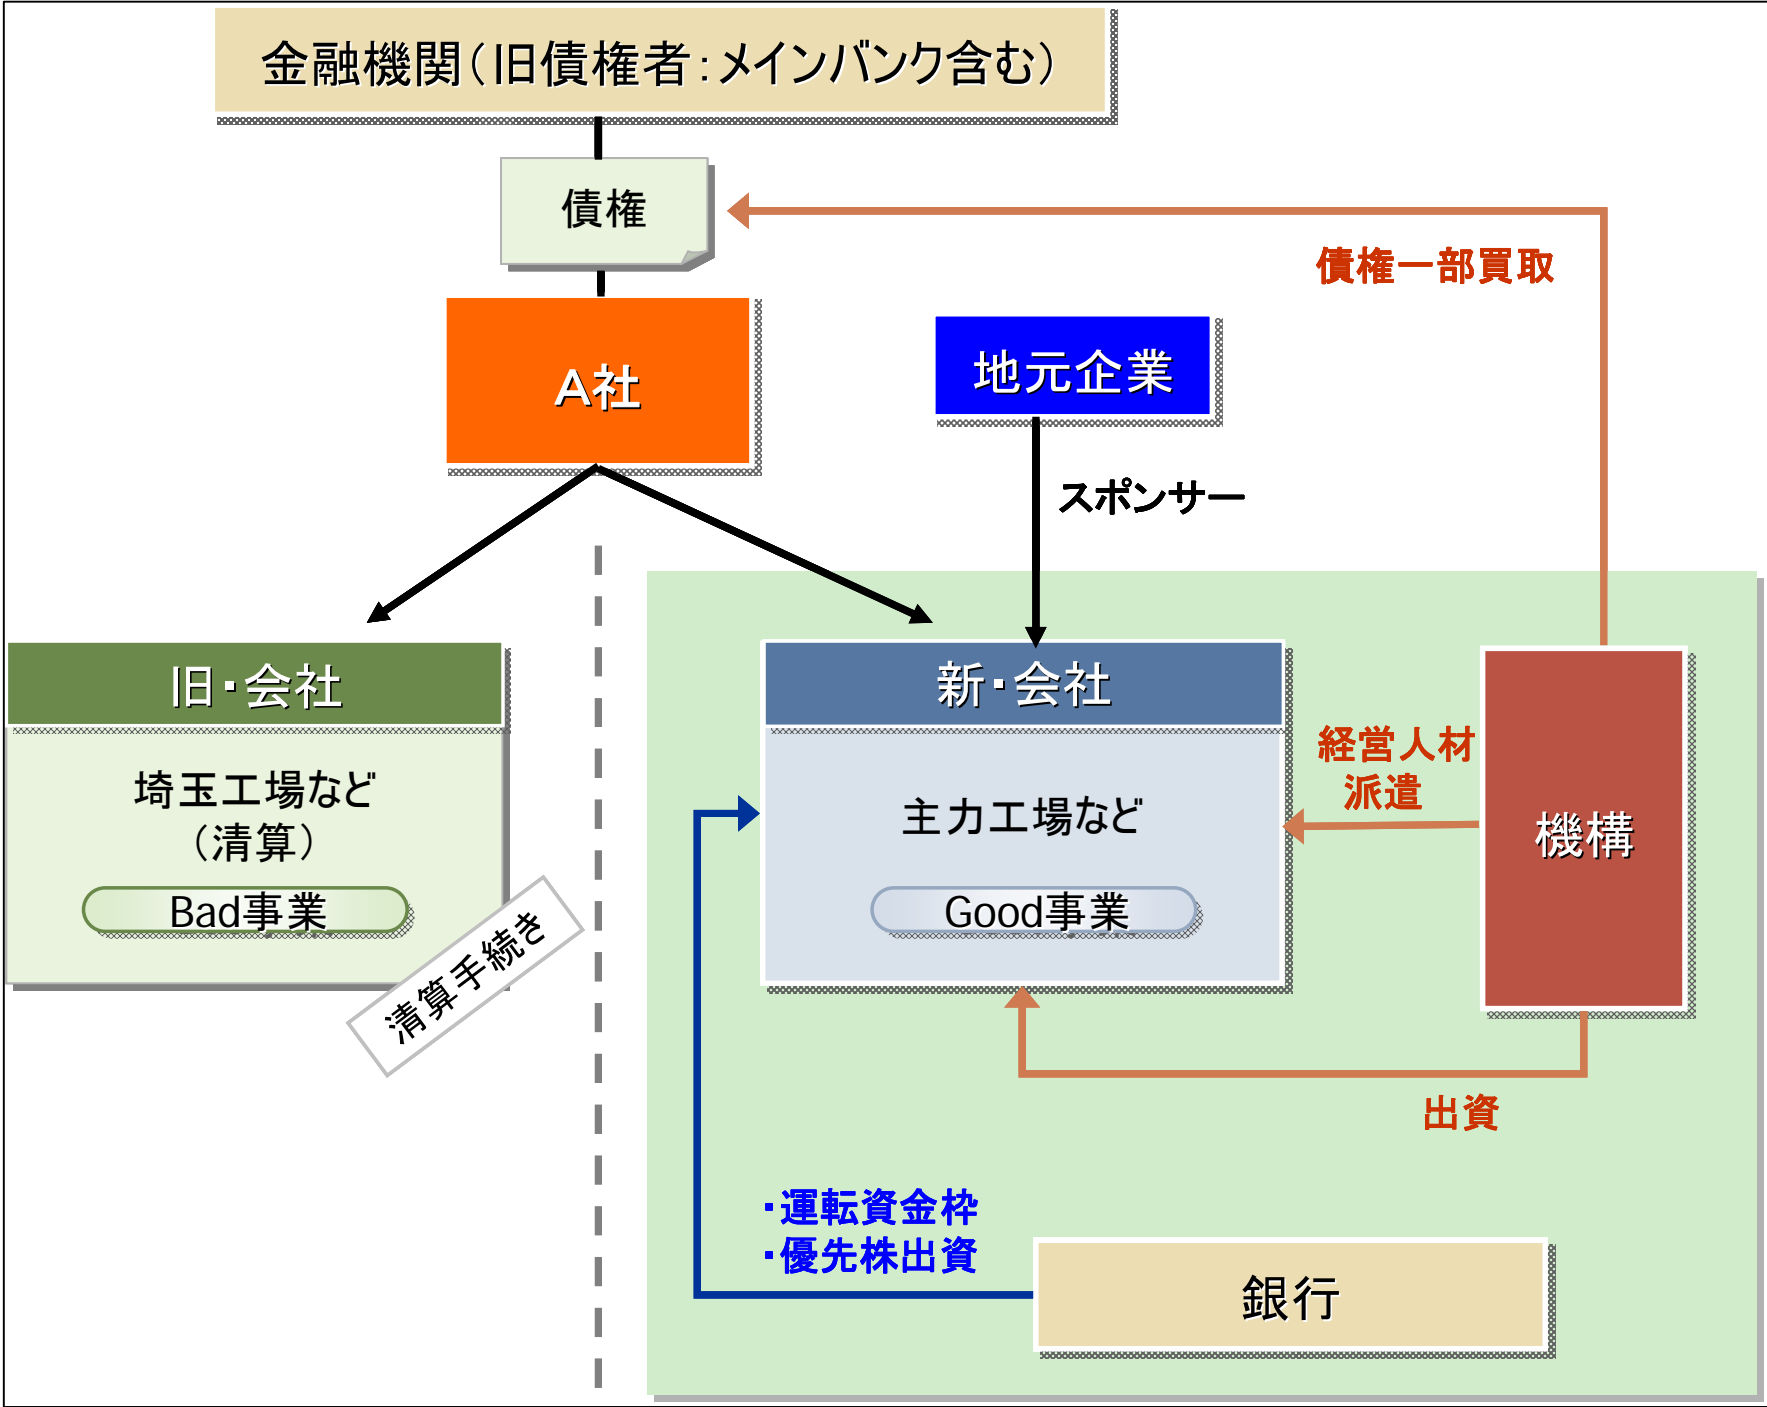 金融機関（旧債権者：メインバンク含む）
債権
債権一部買取
A社
地元企業
スポンサー
旧・会社
新・会社
埼玉工場など
（清算）
Bad事業
清算手続き
主力工場など
Good事業
経営人材
派遣
機構
出資
・運転資金枠
・優先株出資
銀行